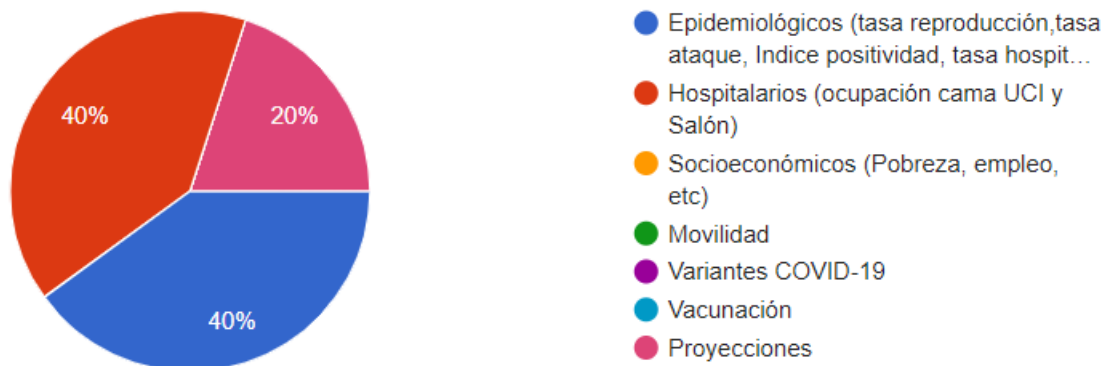 40%
20%
40%
Epidemiológicos (tasa reproducción,tasa
ataque, Indice positividad, tasa hospit…
Hospitalarios (ocupación cama UCI y
Salón)
Socioeconómicos (Pobreza, empleo,
etc)
Movilidad
Variantes COVID-19
Vacunación
Proyecciones